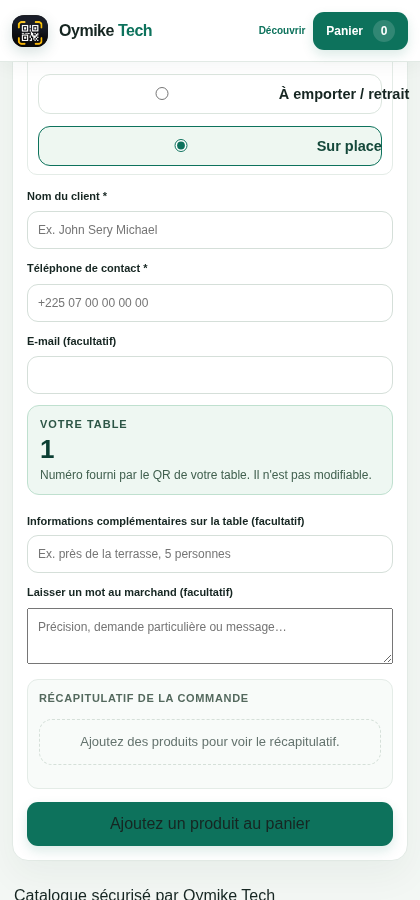 Oymike Tech
Découvrir
Panier 0
À emporter / retrait
Sur place
Nom du client *
Ex. John Sery Michael
Téléphone de contact *
+225 07 00 00 00 00
E-mail (facultatif)
VOTRE TABLE
1
Numéro fourni par le QR de votre table. Il n'est pas modifiable.
Informations complémentaires sur la table (facultatif)
Ex. près de la terrasse, 5 personnes
Laisser un mot au marchand (facultatif)
Précision, demande particulière ou message…
RÉCAPITULATIF DE LA COMMANDE
Ajoutez des produits pour voir le récapitulatif.
Ajoutez un produit au panier
Catalogue sécurisé par Oymike Tech